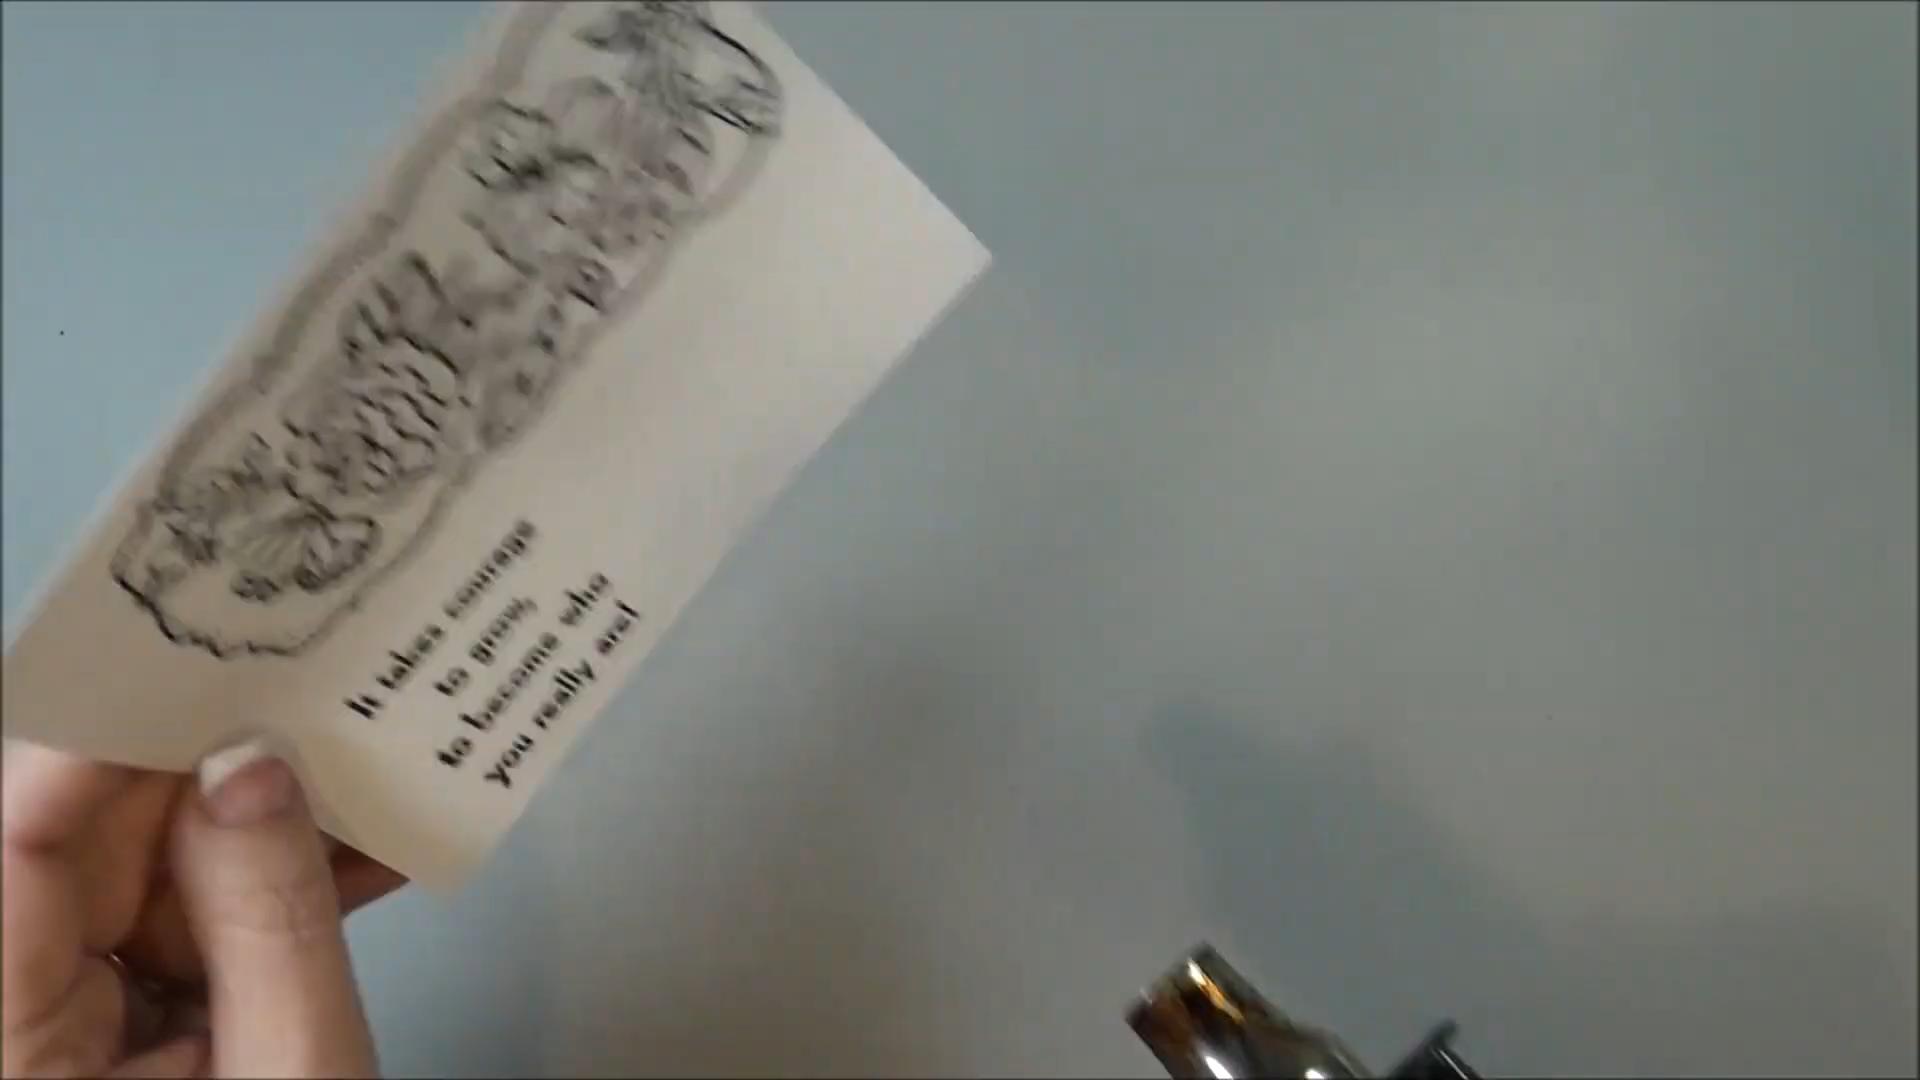 It takes courage
to grow,
to become who
you really are!